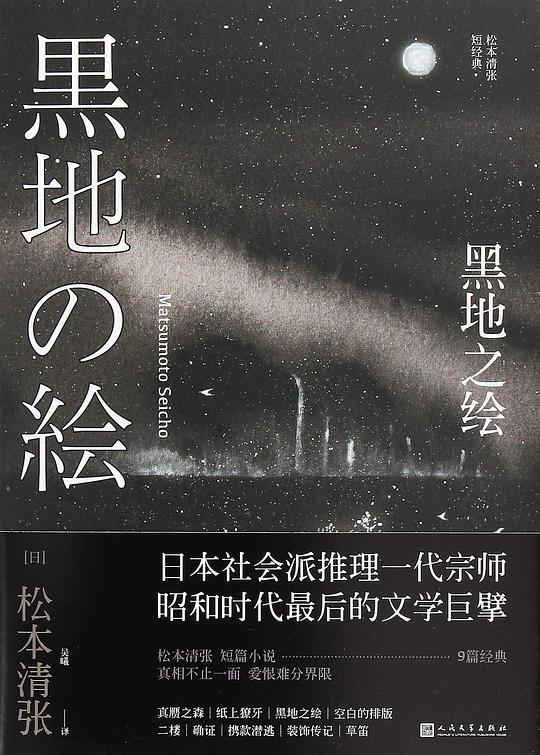 黒地の絵
松本清张
短经典·
黑地之绘
Matsumoto Seicho
日本社会派推理一代宗师
昭和时代最后的文学巨擘
[日]
松本清张
吴曦——译
松本清张 短篇小说 9篇经典
真相不止一面 爱恨难分界限
真赝之森|纸上獠牙|黑地之绘|空白的排版
二楼|确证|携款潜逃|装饰传记|草笛
人民文学出版社
PEOPLE'S LITERATURE PUBLISHING HOUSE